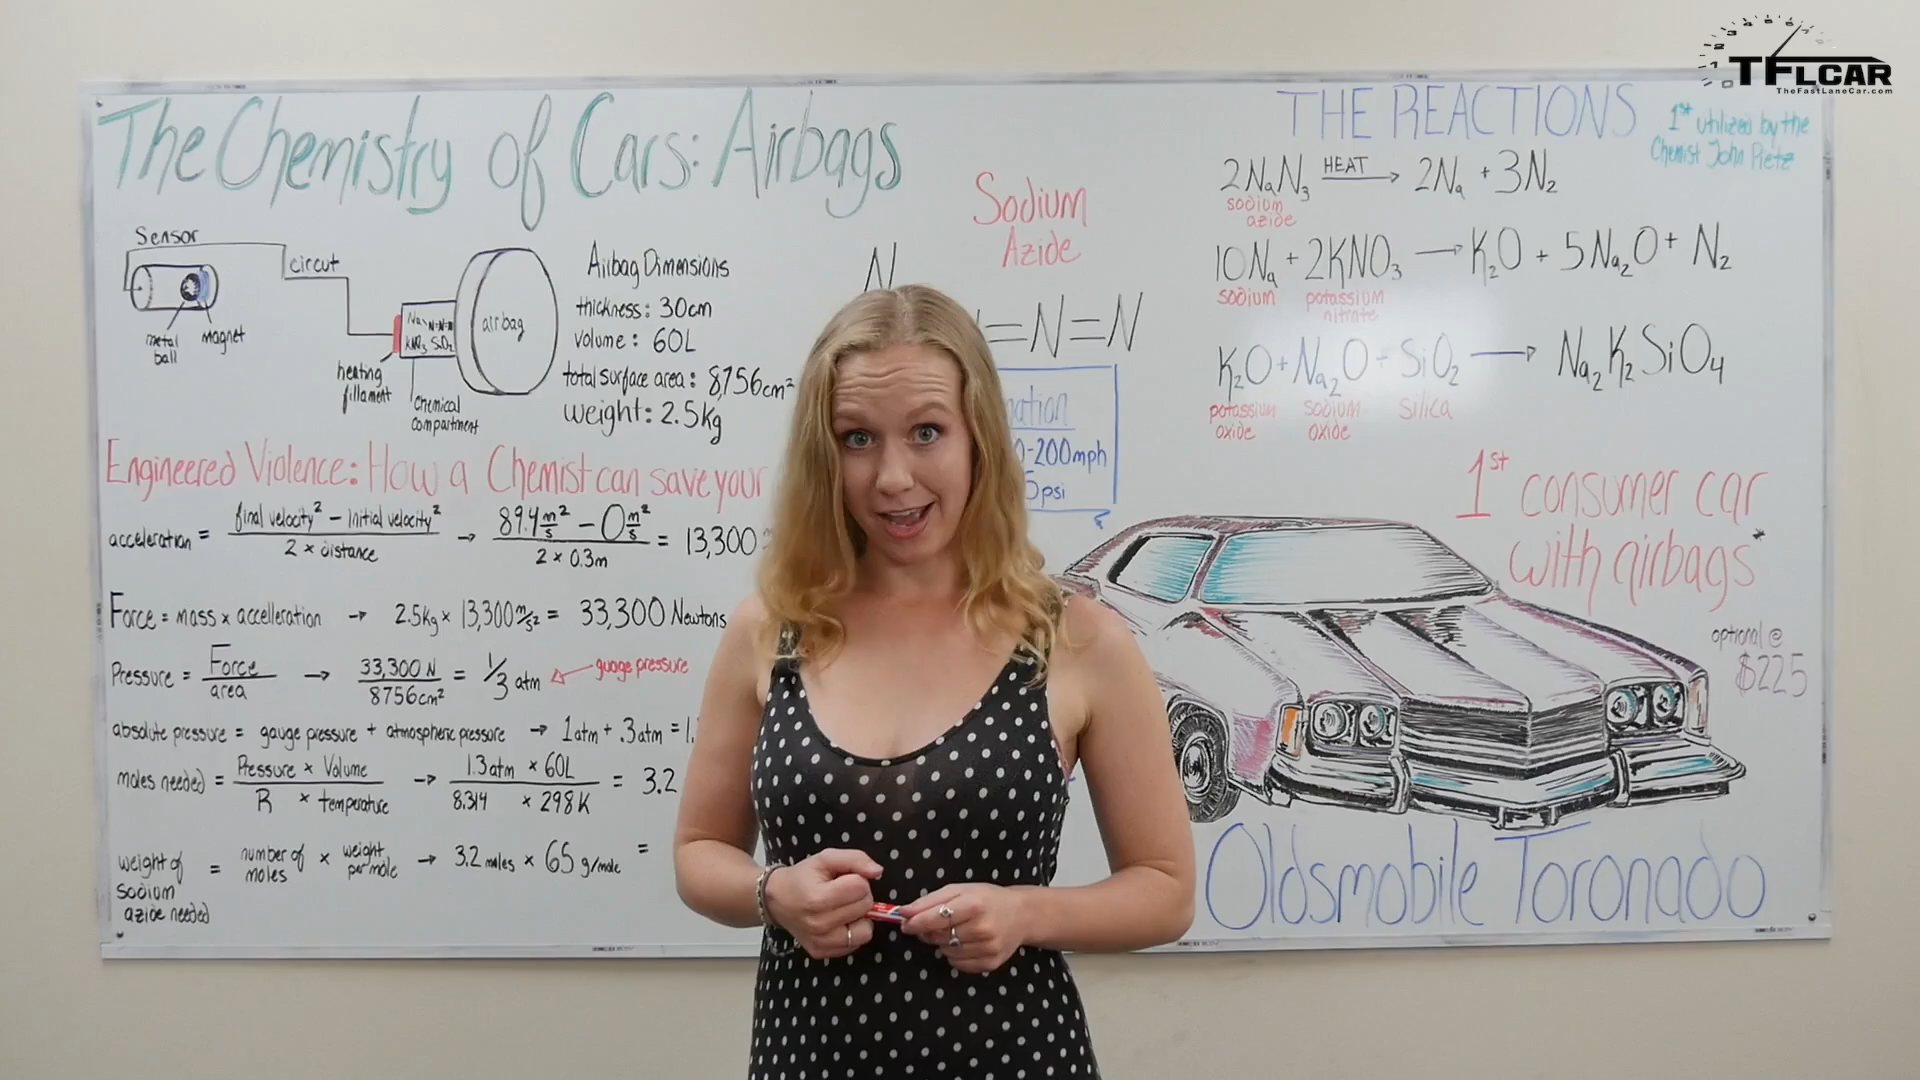 TFLCAR
TheFastLaneCar.com
The Chemistry of Cars: Airbags
Sensor
circut
metal
ball
magnet
heating
fillament
Na N=N=N
KNO3 SiO2
chemical
compartment
airbag
Airbag Dimensions
thickness: 30cm
volume: 60L
total surface area: 8,756cm²
weight: 2.5kg
Engineered Violence: How a Chemist can save your
acceleration = final velocity² - initial velocity² / 2 × distance → 89.4 m/s² - 0 m/s² / 2 × 0.3m = 13,300
Force = mass × accelleration → 2.5kg × 13,300 m/s² = 33,300 Newtons
Pressure = Force / area → 33,300 N / 8756cm² = 1/3 atm
guage pressure
absolute pressure = gauge pressure + atmospheric pressure → 1atm + .3atm = 1.
moles needed = Pressure × Volume / R × temperature → 1.3atm × 60L / 8.314 × 298K = 3.2
weight of sodium azide needed = number of moles × weight per mole → 3.2 moles × 65 g/mole =
Sodium
Azide
N
=N=N
-200mph
psi
THE REACTIONS
1st utilized by the
Chemist John Pietz
2NaN3 HEAT → 2Na + 3N2
sodium
azide
10Na + 2KNO3 → K2O + 5Na2O + N2
sodium potassium
nitrate
K2O + Na2O + SiO2 → Na2K2SiO4
potassium sodium silica
oxide oxide
1st consumer car
with airbags*
optional @
$225
Oldsmobile Toronado